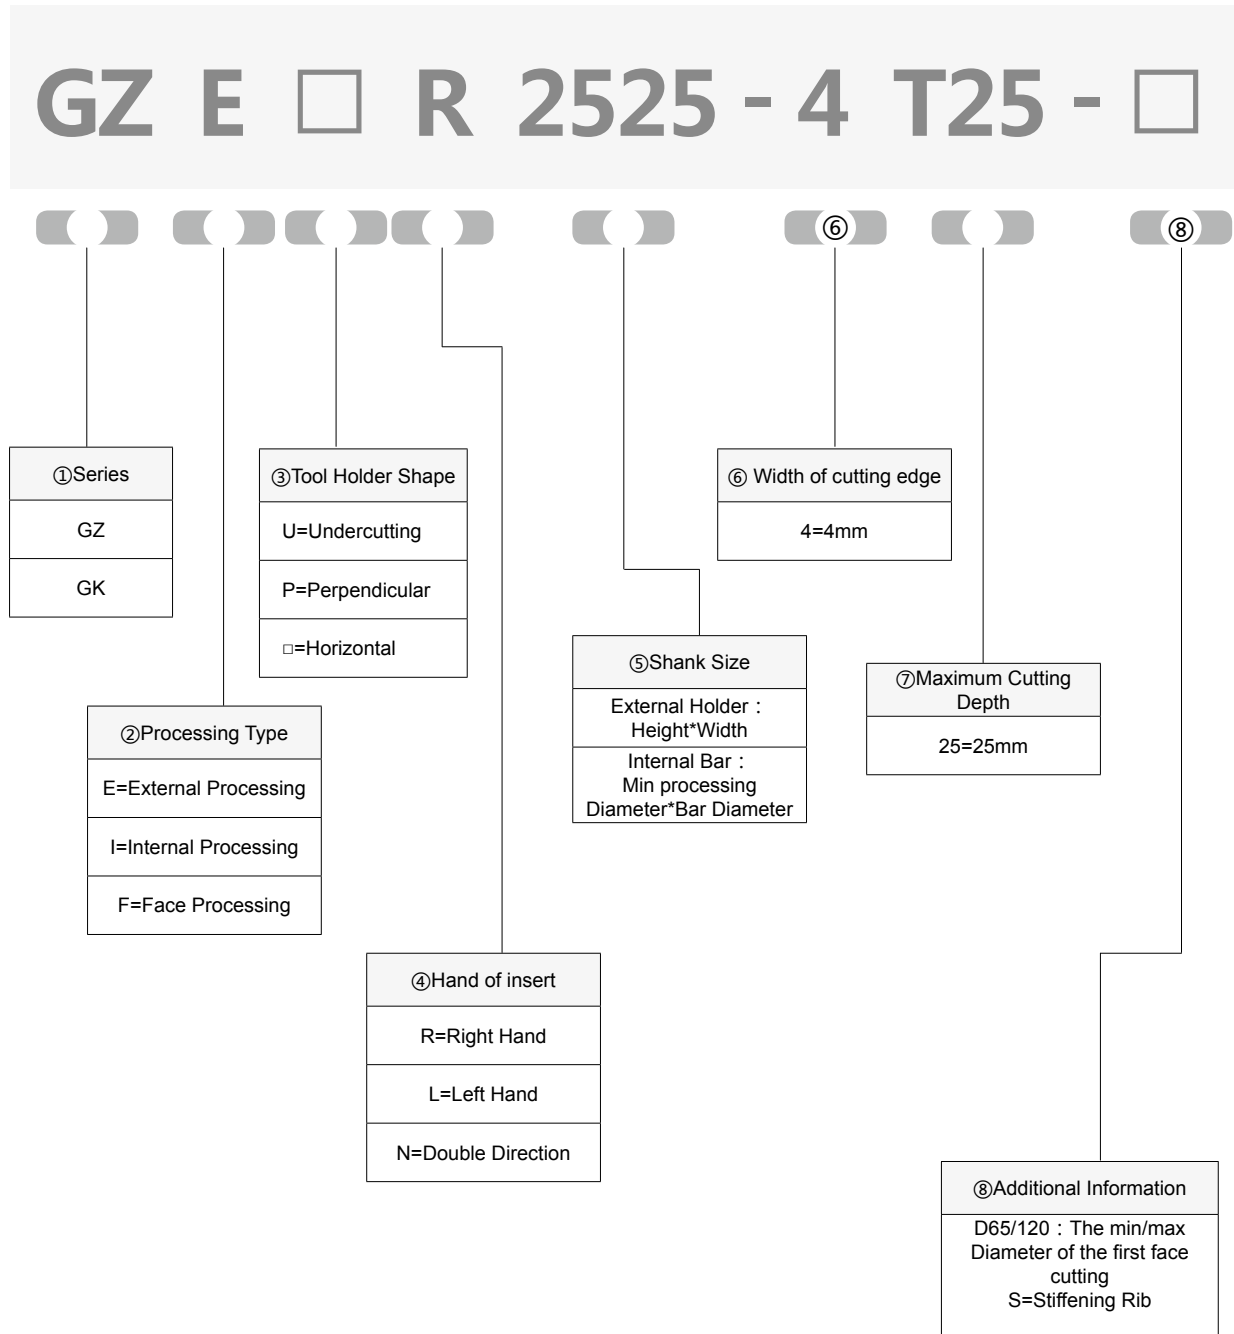 GZ E □ R 2525 - 4 T25 - □
⑥ ⑧
①Series
GZ
GK
②Processing Type
E=External Processing
I=Internal Processing
F=Face Processing
③Tool Holder Shape
U=Undercutting
P=Perpendicular
□=Horizontal
④Hand of insert
R=Right Hand
L=Left Hand
N=Double Direction
⑤Shank Size
External Holder：
Height*Width
Internal Bar：
Min processing
Diameter*Bar Diameter
⑥ Width of cutting edge
4=4mm
⑦Maximum Cutting
Depth
25=25mm
⑧Additional Information
D65/120：The min/max
Diameter of the first face
cutting
S=Stiffening Rib